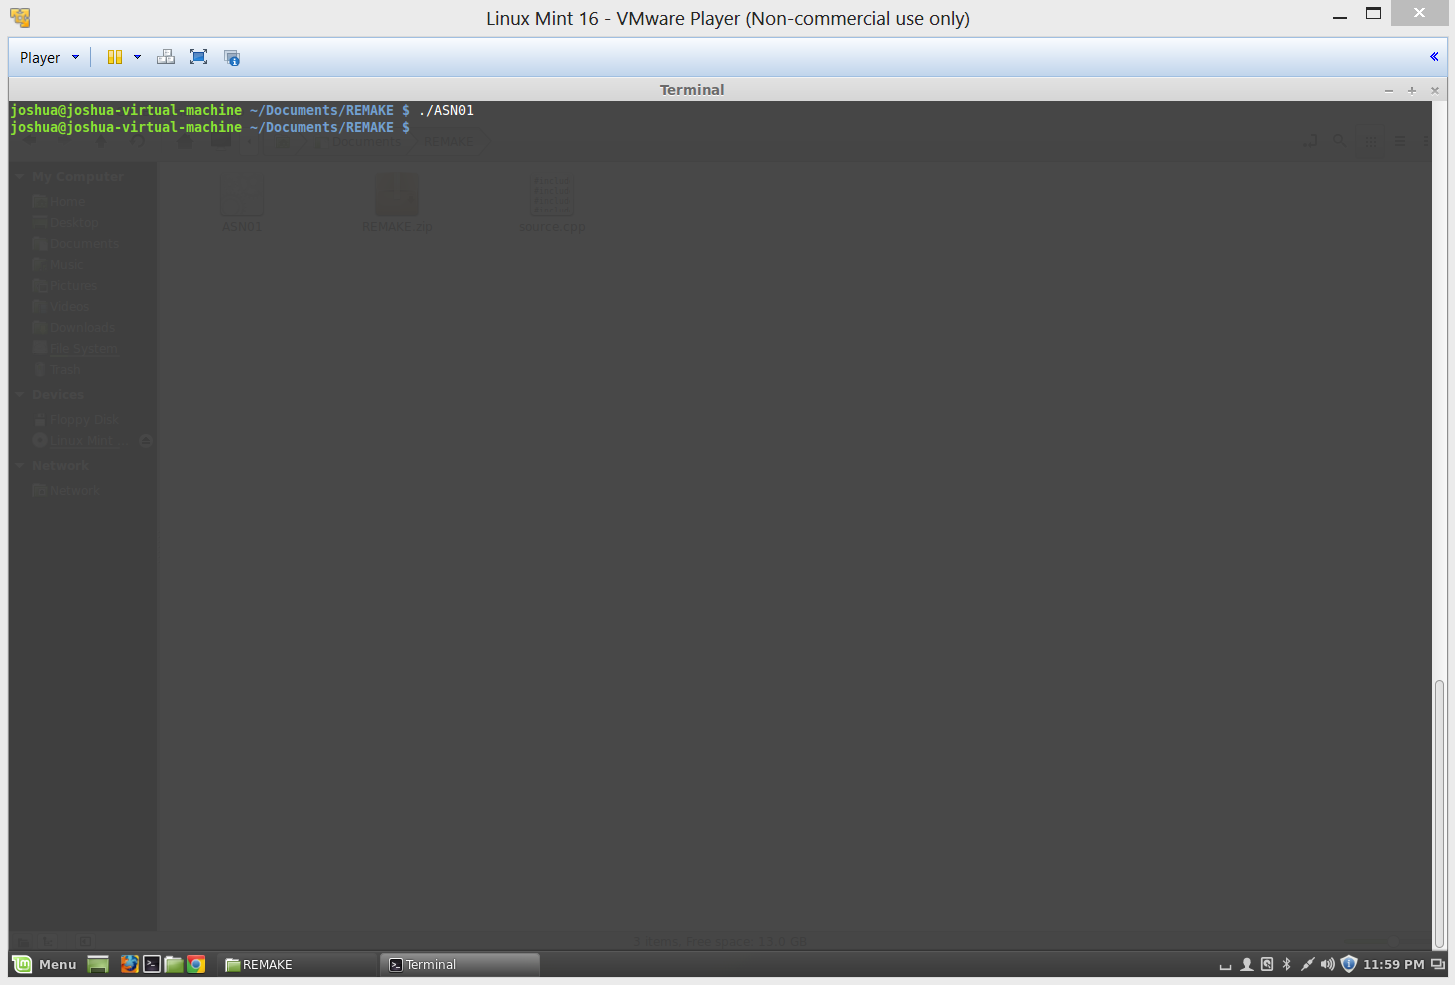 Linux Mint 16 - VMware Player (Non-commercial use only)
Player
Terminal
joshua@joshua-virtual-machine ~/Documents/REMAKE $ ./ASN01
joshua@joshua-virtual-machine ~/Documents/REMAKE $
Documents REMAKE
My Computer
Home
Desktop
Documents
Music
Pictures
Videos
Downloads
File System
Trash
Devices
Floppy Disk
Linux Mint...
Network
Network
ASN01
REMAKE.zip
source.cpp
3 items, Free space: 13.0 GB
Menu
REMAKE
Terminal
11:59 PM